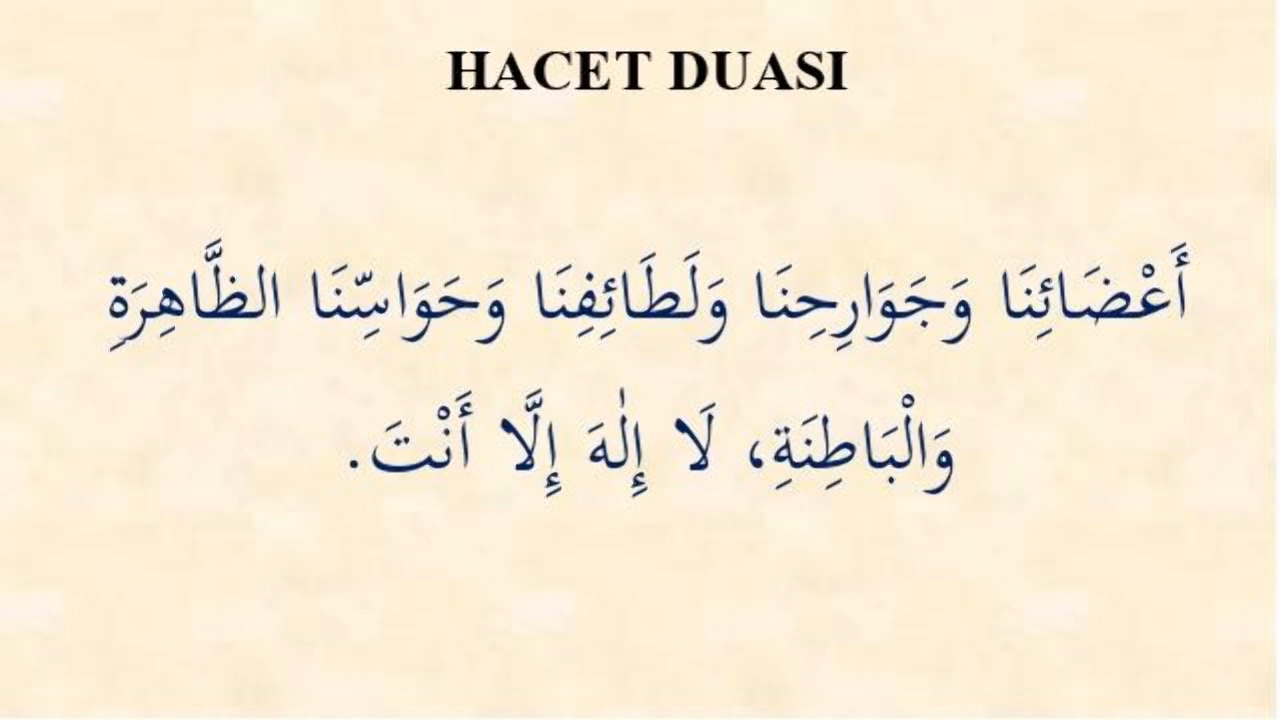 HACET DUASI
أَعْضَائِنَا وَجَوَارِحِنَا وَلَطَائِفِنَا وَحَوَاسِّنَا الظَّاهِرَةِ
وَالْبَاطِنَةِ، لَا إِلٰهَ إِلَّا أَنْتَ.